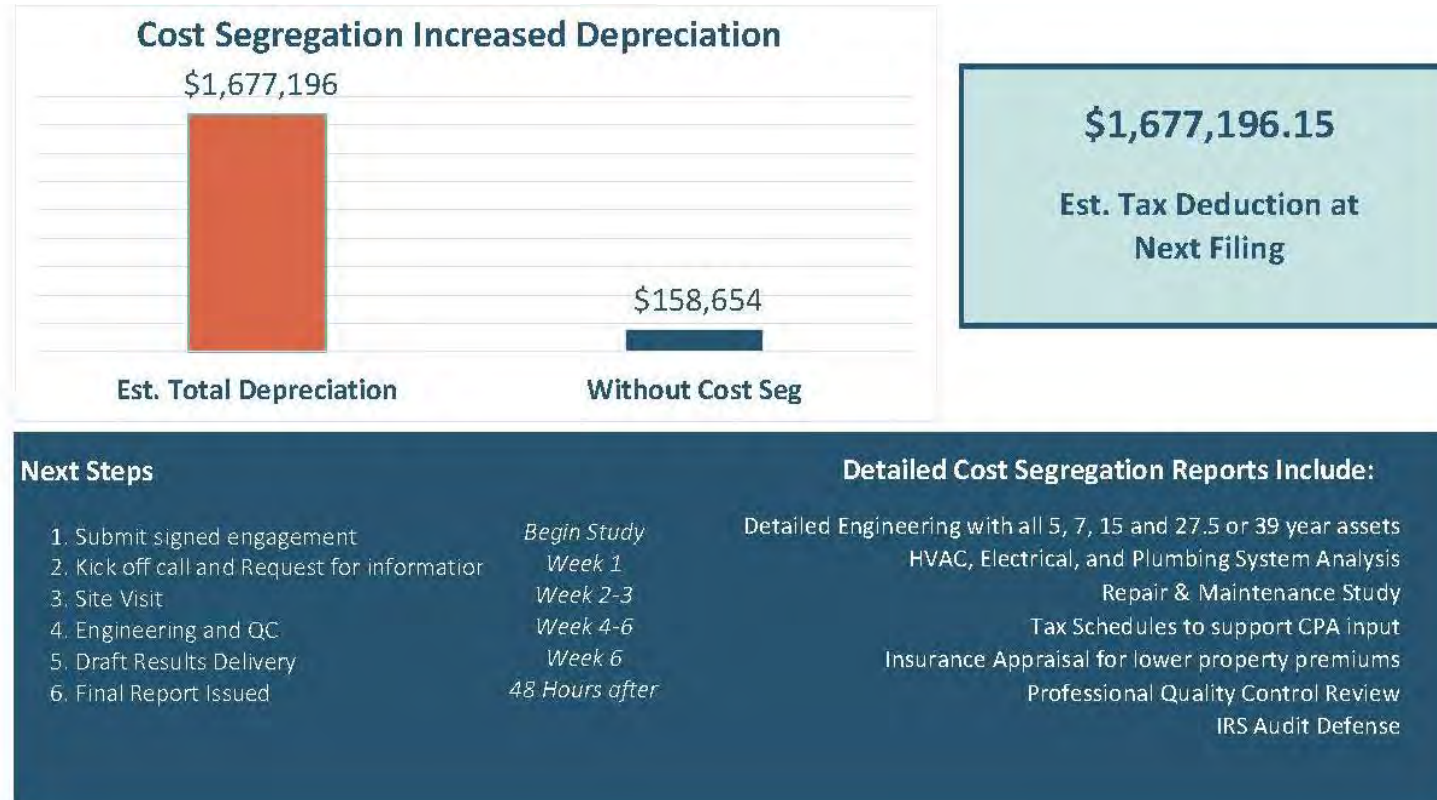 Cost Segregation Increased Depreciation
$1,677,196
$158,654
Est. Total Depreciation
Without Cost Seg
$1,677,196.15
Est. Tax Deduction at
Next Filing
Next Steps
1. Submit signed engagement
Begin Study
2. Kick off call and Request for informatior
Week 1
3. Site Visit
Week 2-3
4. Engineering and QC
Week 4-6
5. Draft Results Delivery
Week 6
6. Final Report Issued
48 Hours after
Detailed Cost Segregation Reports Include:
Detailed Engineering with all 5, 7, 15 and 27.5 or 39 year assets
HVAC, Electrical, and Plumbing System Analysis
Repair & Maintenance Study
Tax Schedules to support CPA input
Insurance Appraisal for lower property premiums
Professional Quality Control Review
IRS Audit Defense